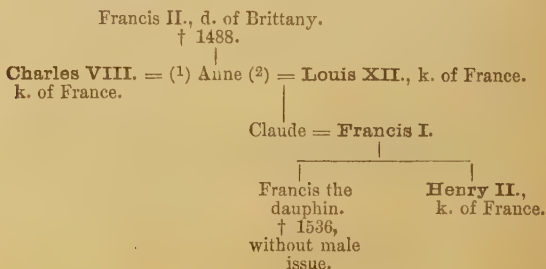 Francis II., d. of Brittany.
† 1488.
Charles VIII. = (1) Anne (2) = Louis XII., k. of France.
k. of France.
Claude = Francis I.
Francis the
dauphin.
† 1536,
without male
issue.
Henry II.,
k. of France.